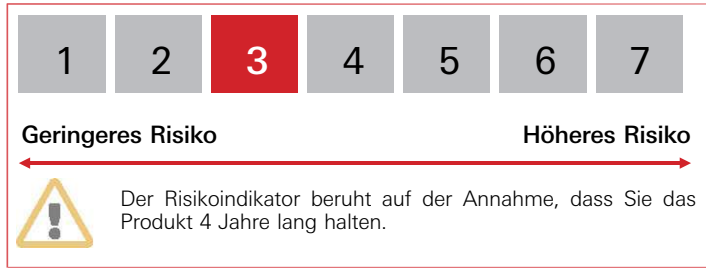 1 2 3 4 5 6 7
Geringeres Risiko Höheres Risiko
Der Risikoindikator beruht auf der Annahme, dass Sie das
Produkt 4 Jahre lang halten.